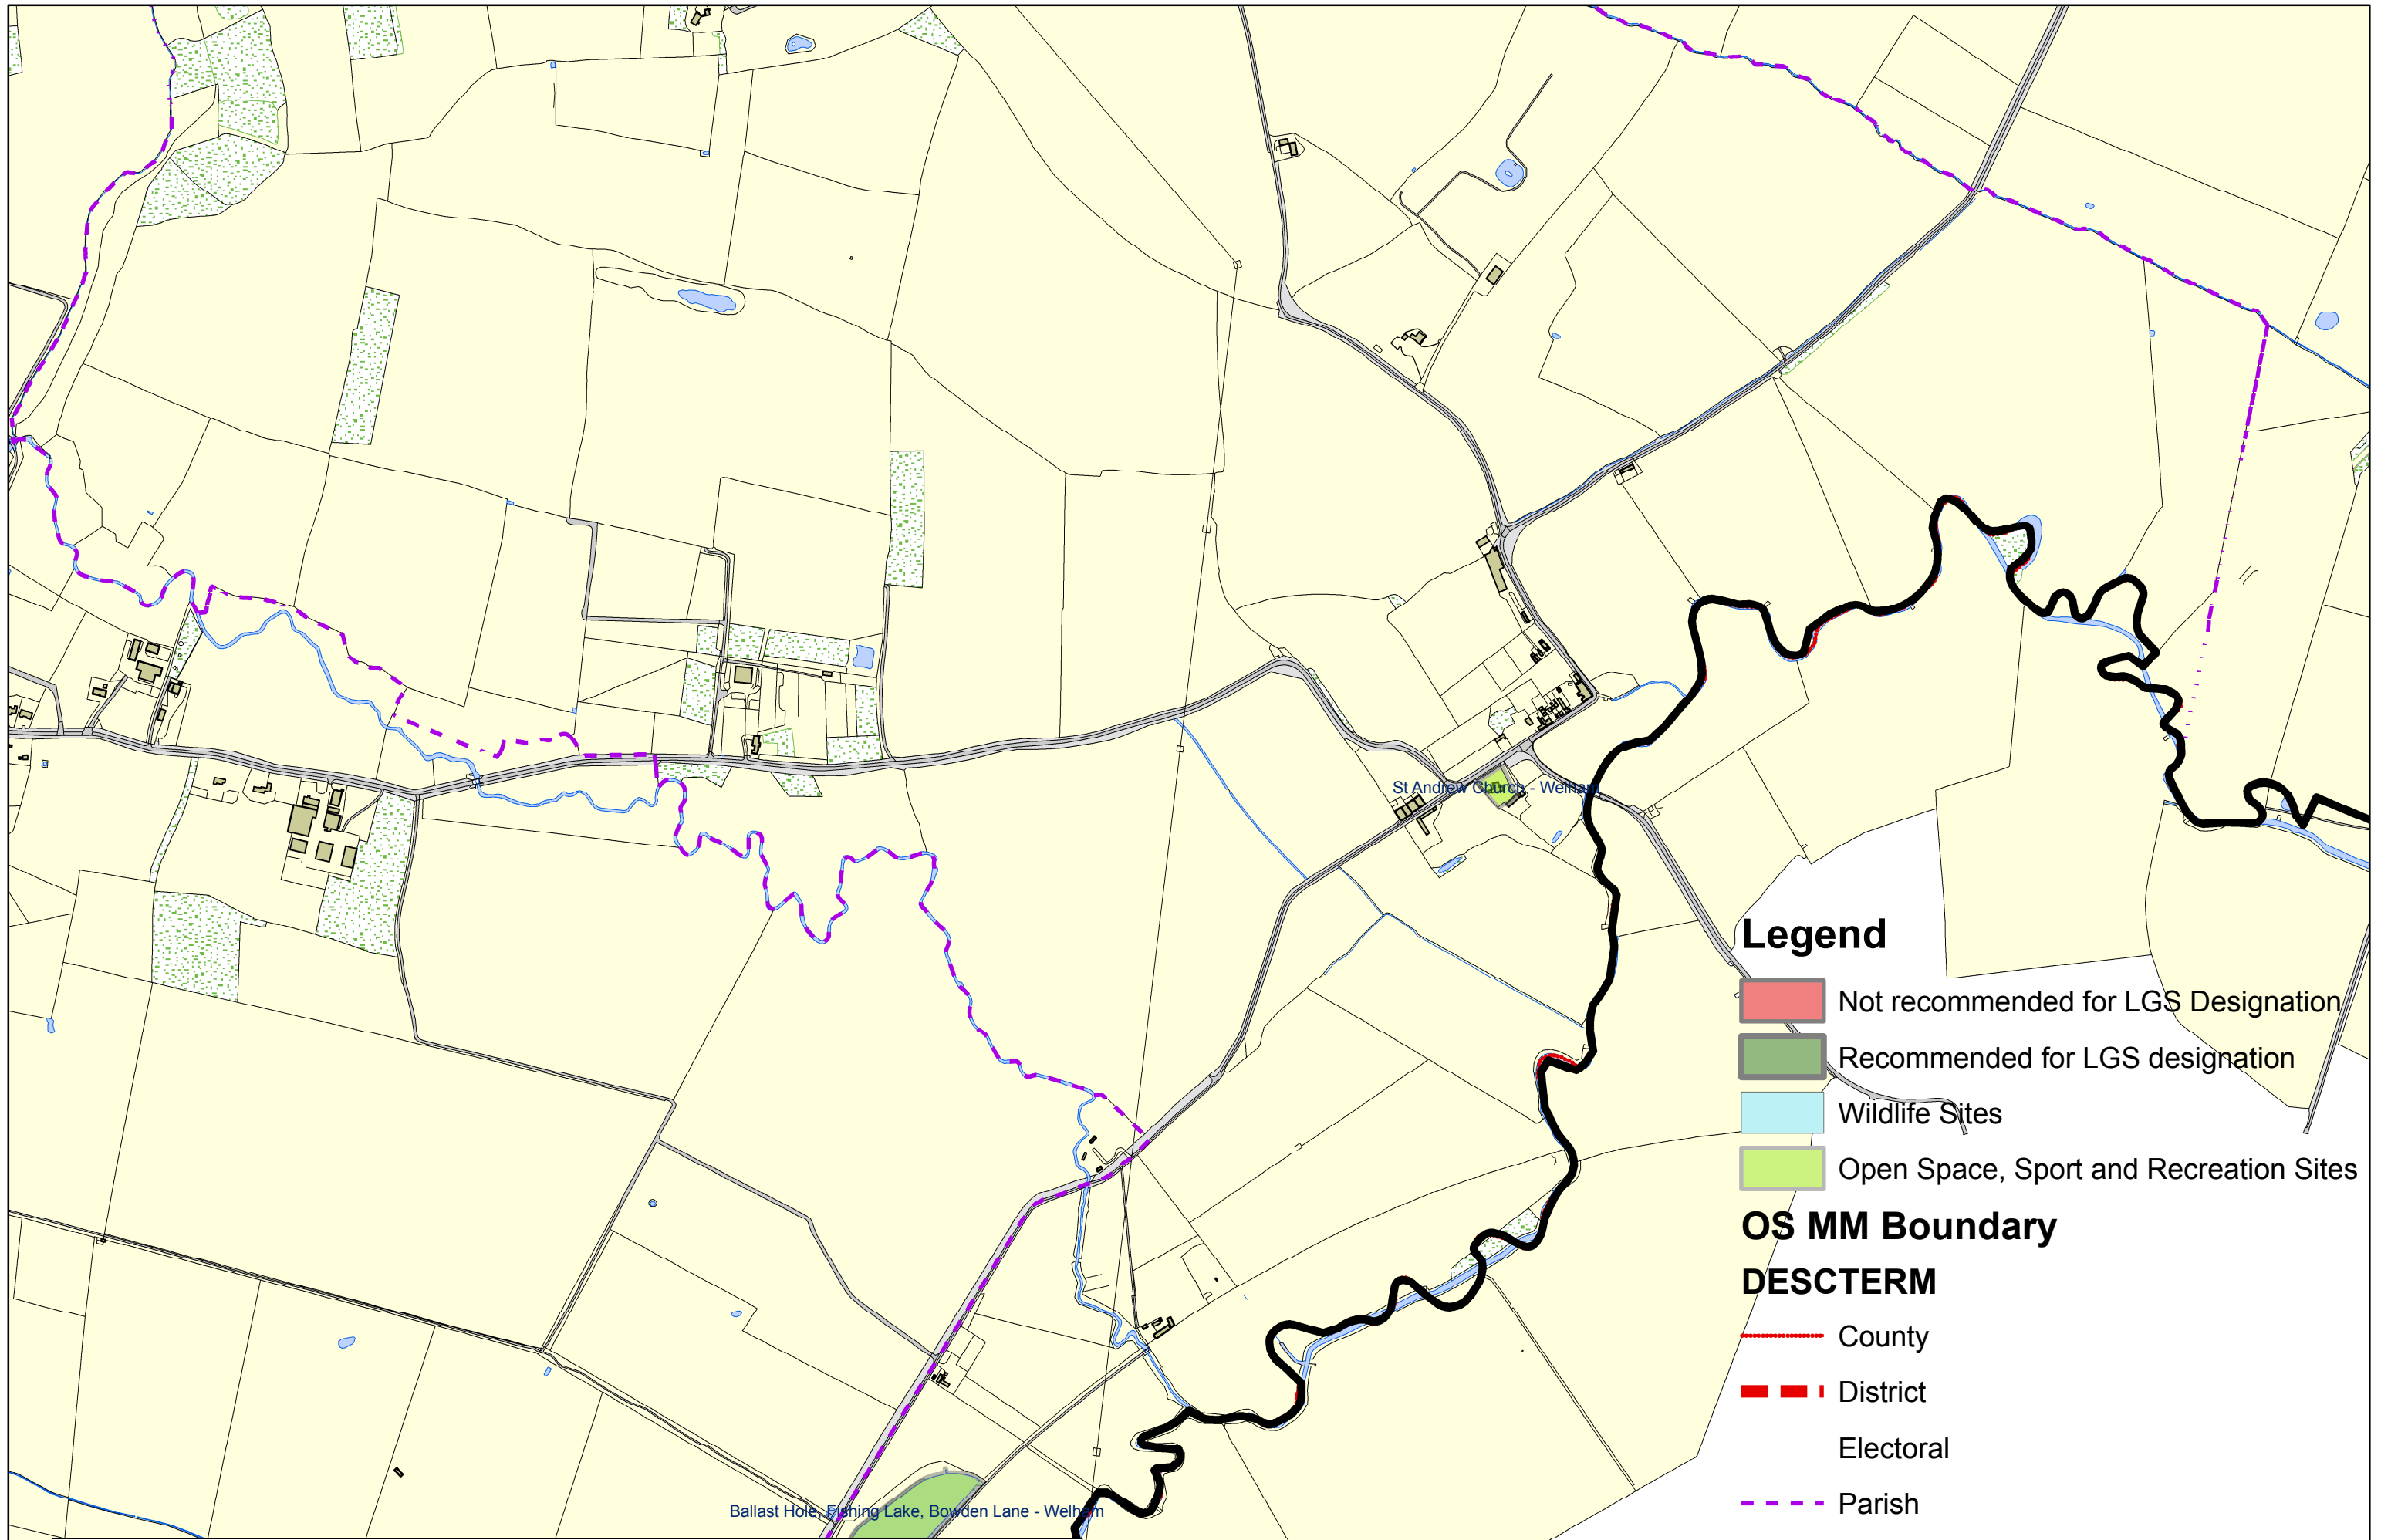 St Andrew Church - Welham
Legend
Not recommended for LGS Designation
Recommended for LGS designation
Wildlife Sites
Open Space, Sport and Recreation Sites
OS MM Boundary
DESCTERM
County
District
Electoral
Parish
Ballast Hole, Fishing Lake, Bowden Lane - Welham